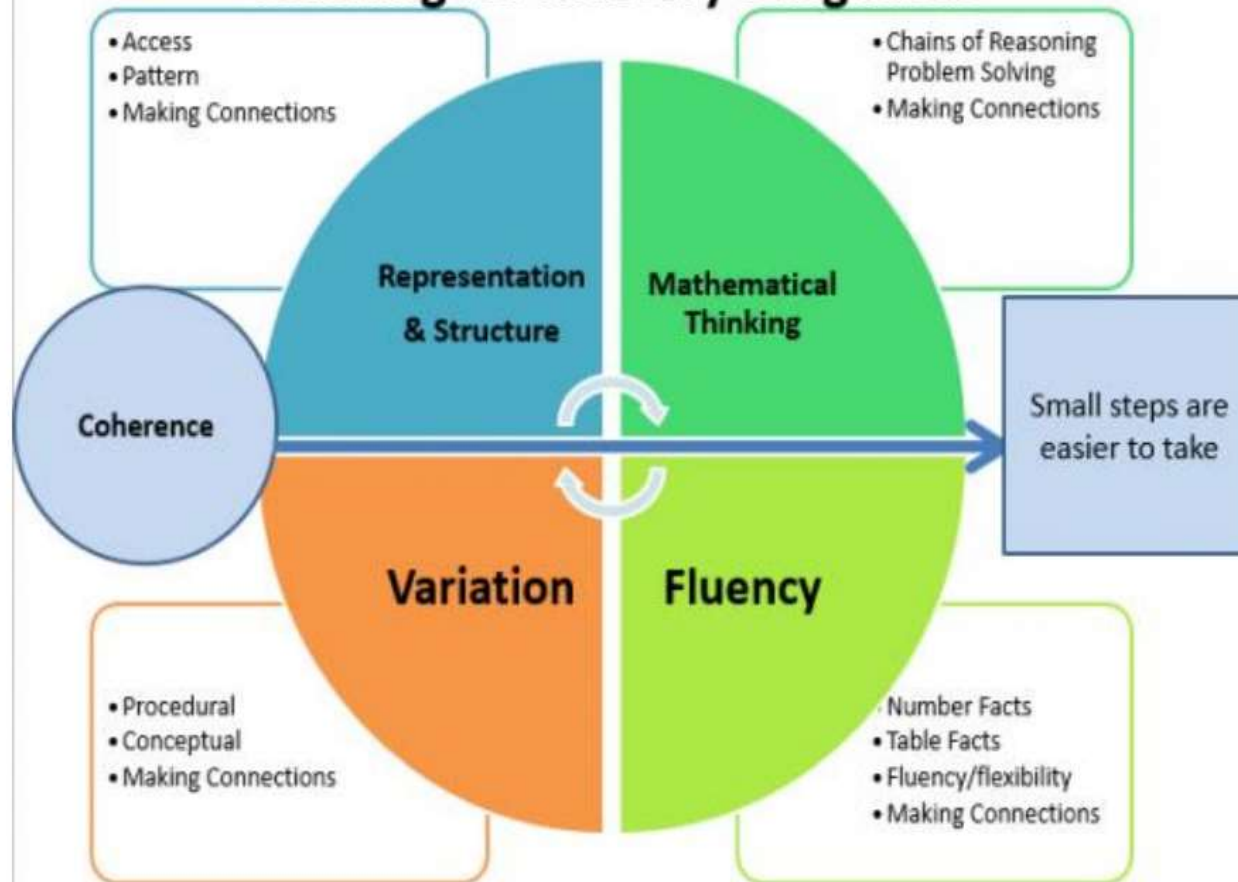 • Access
• Pattern
• Making Connections
• Chains of Reasoning
Problem Solving
• Making Connections
Representation
& Structure
Mathematical
Thinking
Coherence
Small steps are
easier to take
Variation
Fluency
• Procedural
• Conceptual
• Making Connections
• Number Facts
• Table Facts
• Fluency/flexibility
• Making Connections